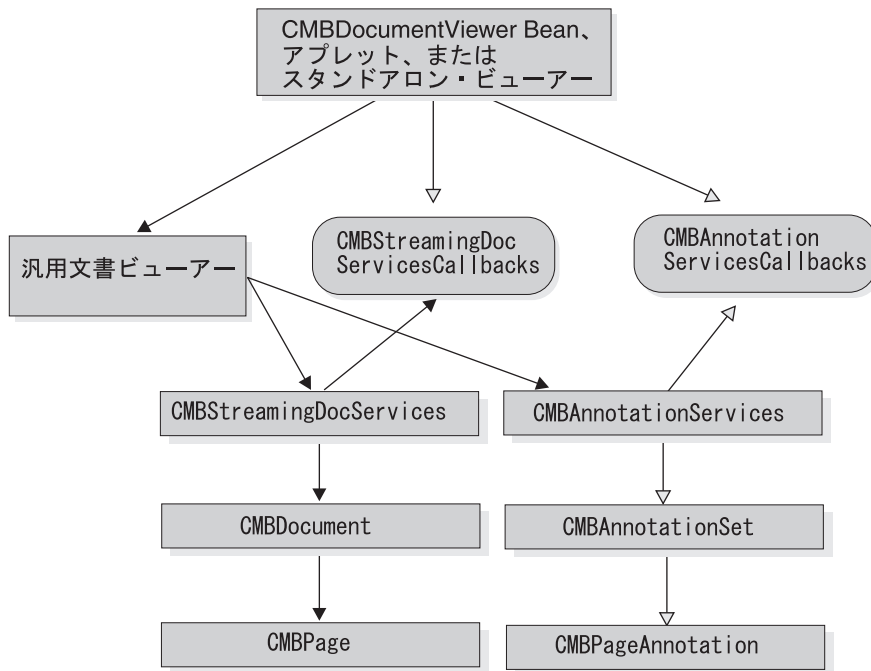 CMBDocumentViewer Bean、
アプレット、または
スタンドアロン・ビューアー
汎用文書ビューアー
CMBStreamingDoc
ServicesCallbacks
CMBAnnotation
ServicesCallbacks
CMBStreamingDocServices
CMBAnnotationServices
CMBDocument
CMBAnnotationSet
CMBPage
CMBPageAnnotation